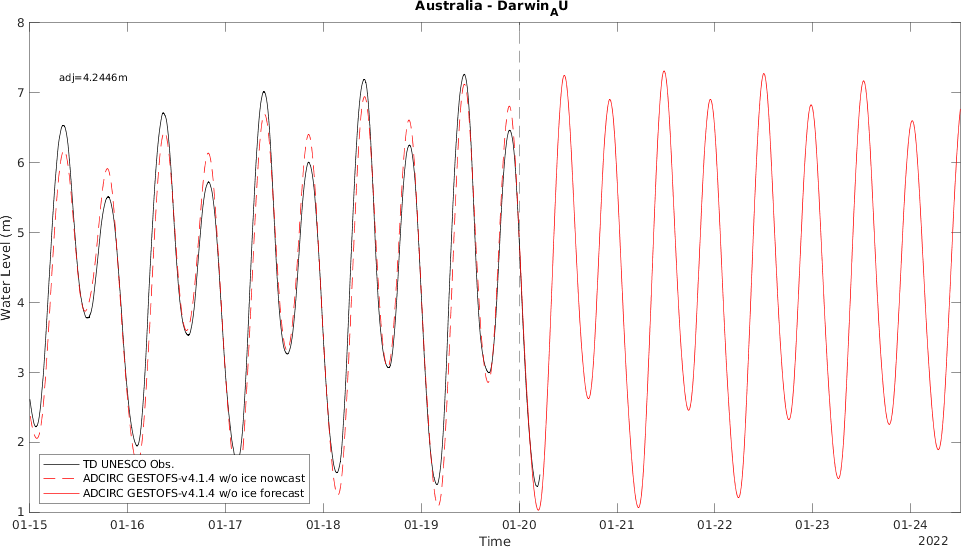 Australia - Darwin_AU
8
7
6
5
4
3
2
1
Water Level (m)
adj=4.2446m
TD UNESCO Obs.
ADCIRC GESTOFS-v4.1.4 w/o ice nowcast
ADCIRC GESTOFS-v4.1.4 w/o ice forecast
01-15 01-16 01-17 01-18 01-19 01-20 01-21 01-22 01-23 01-24
Time
2022